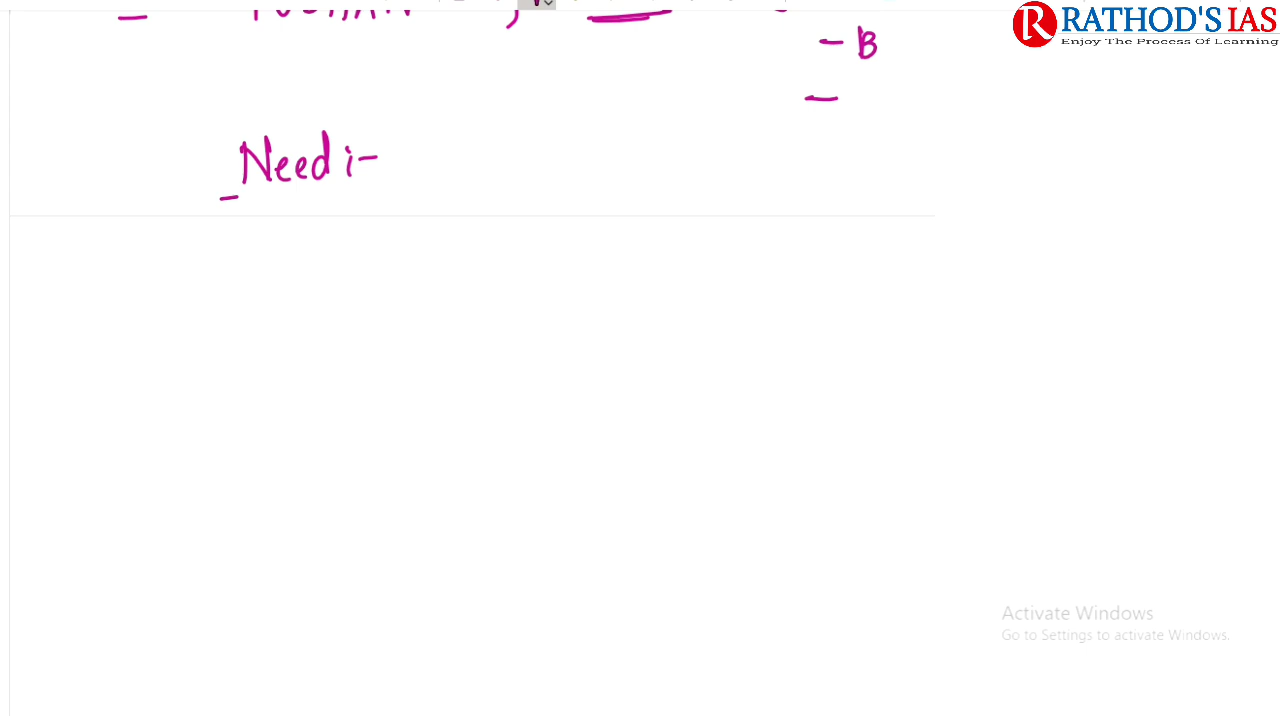 RATHOD'S IAS
Enjoy The Process Of Learning
- B
-
Need :-
-
Activate Windows
Go to Settings to activate Windows.